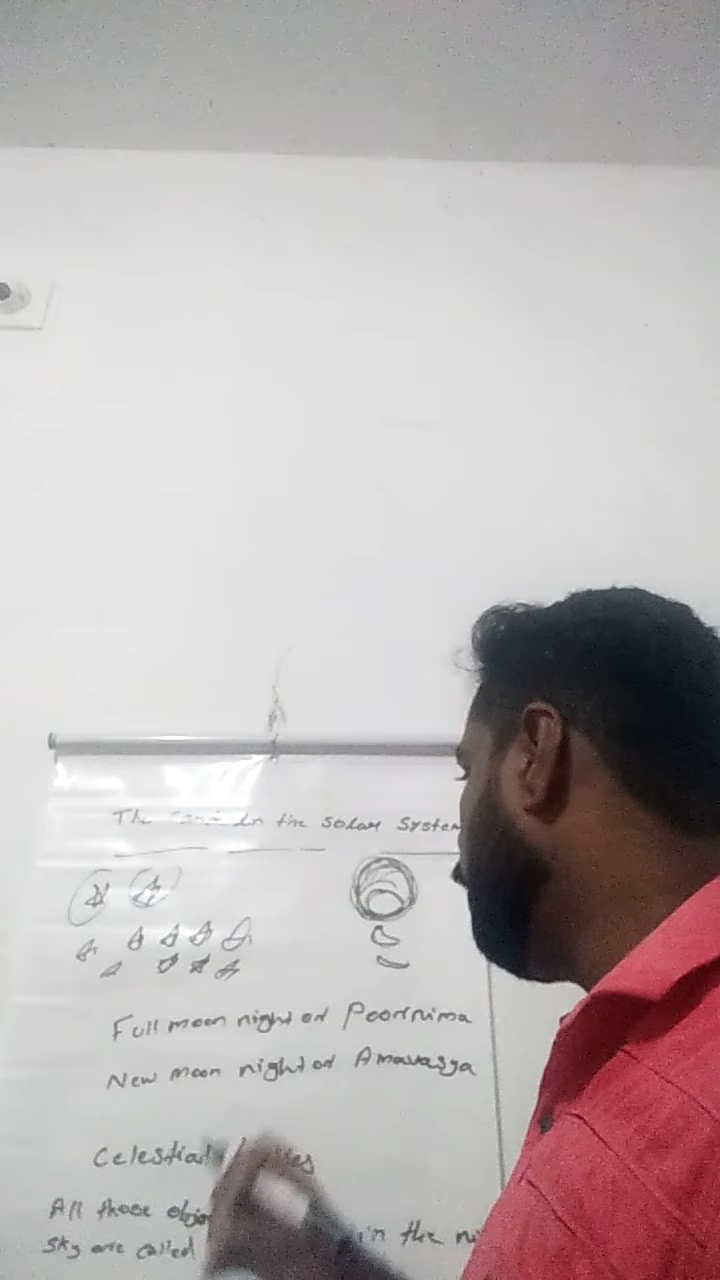 The in the Solar System
Full moon night or Poornima
New moon night or Amavasya
Celestial
All those in the
Sky are called